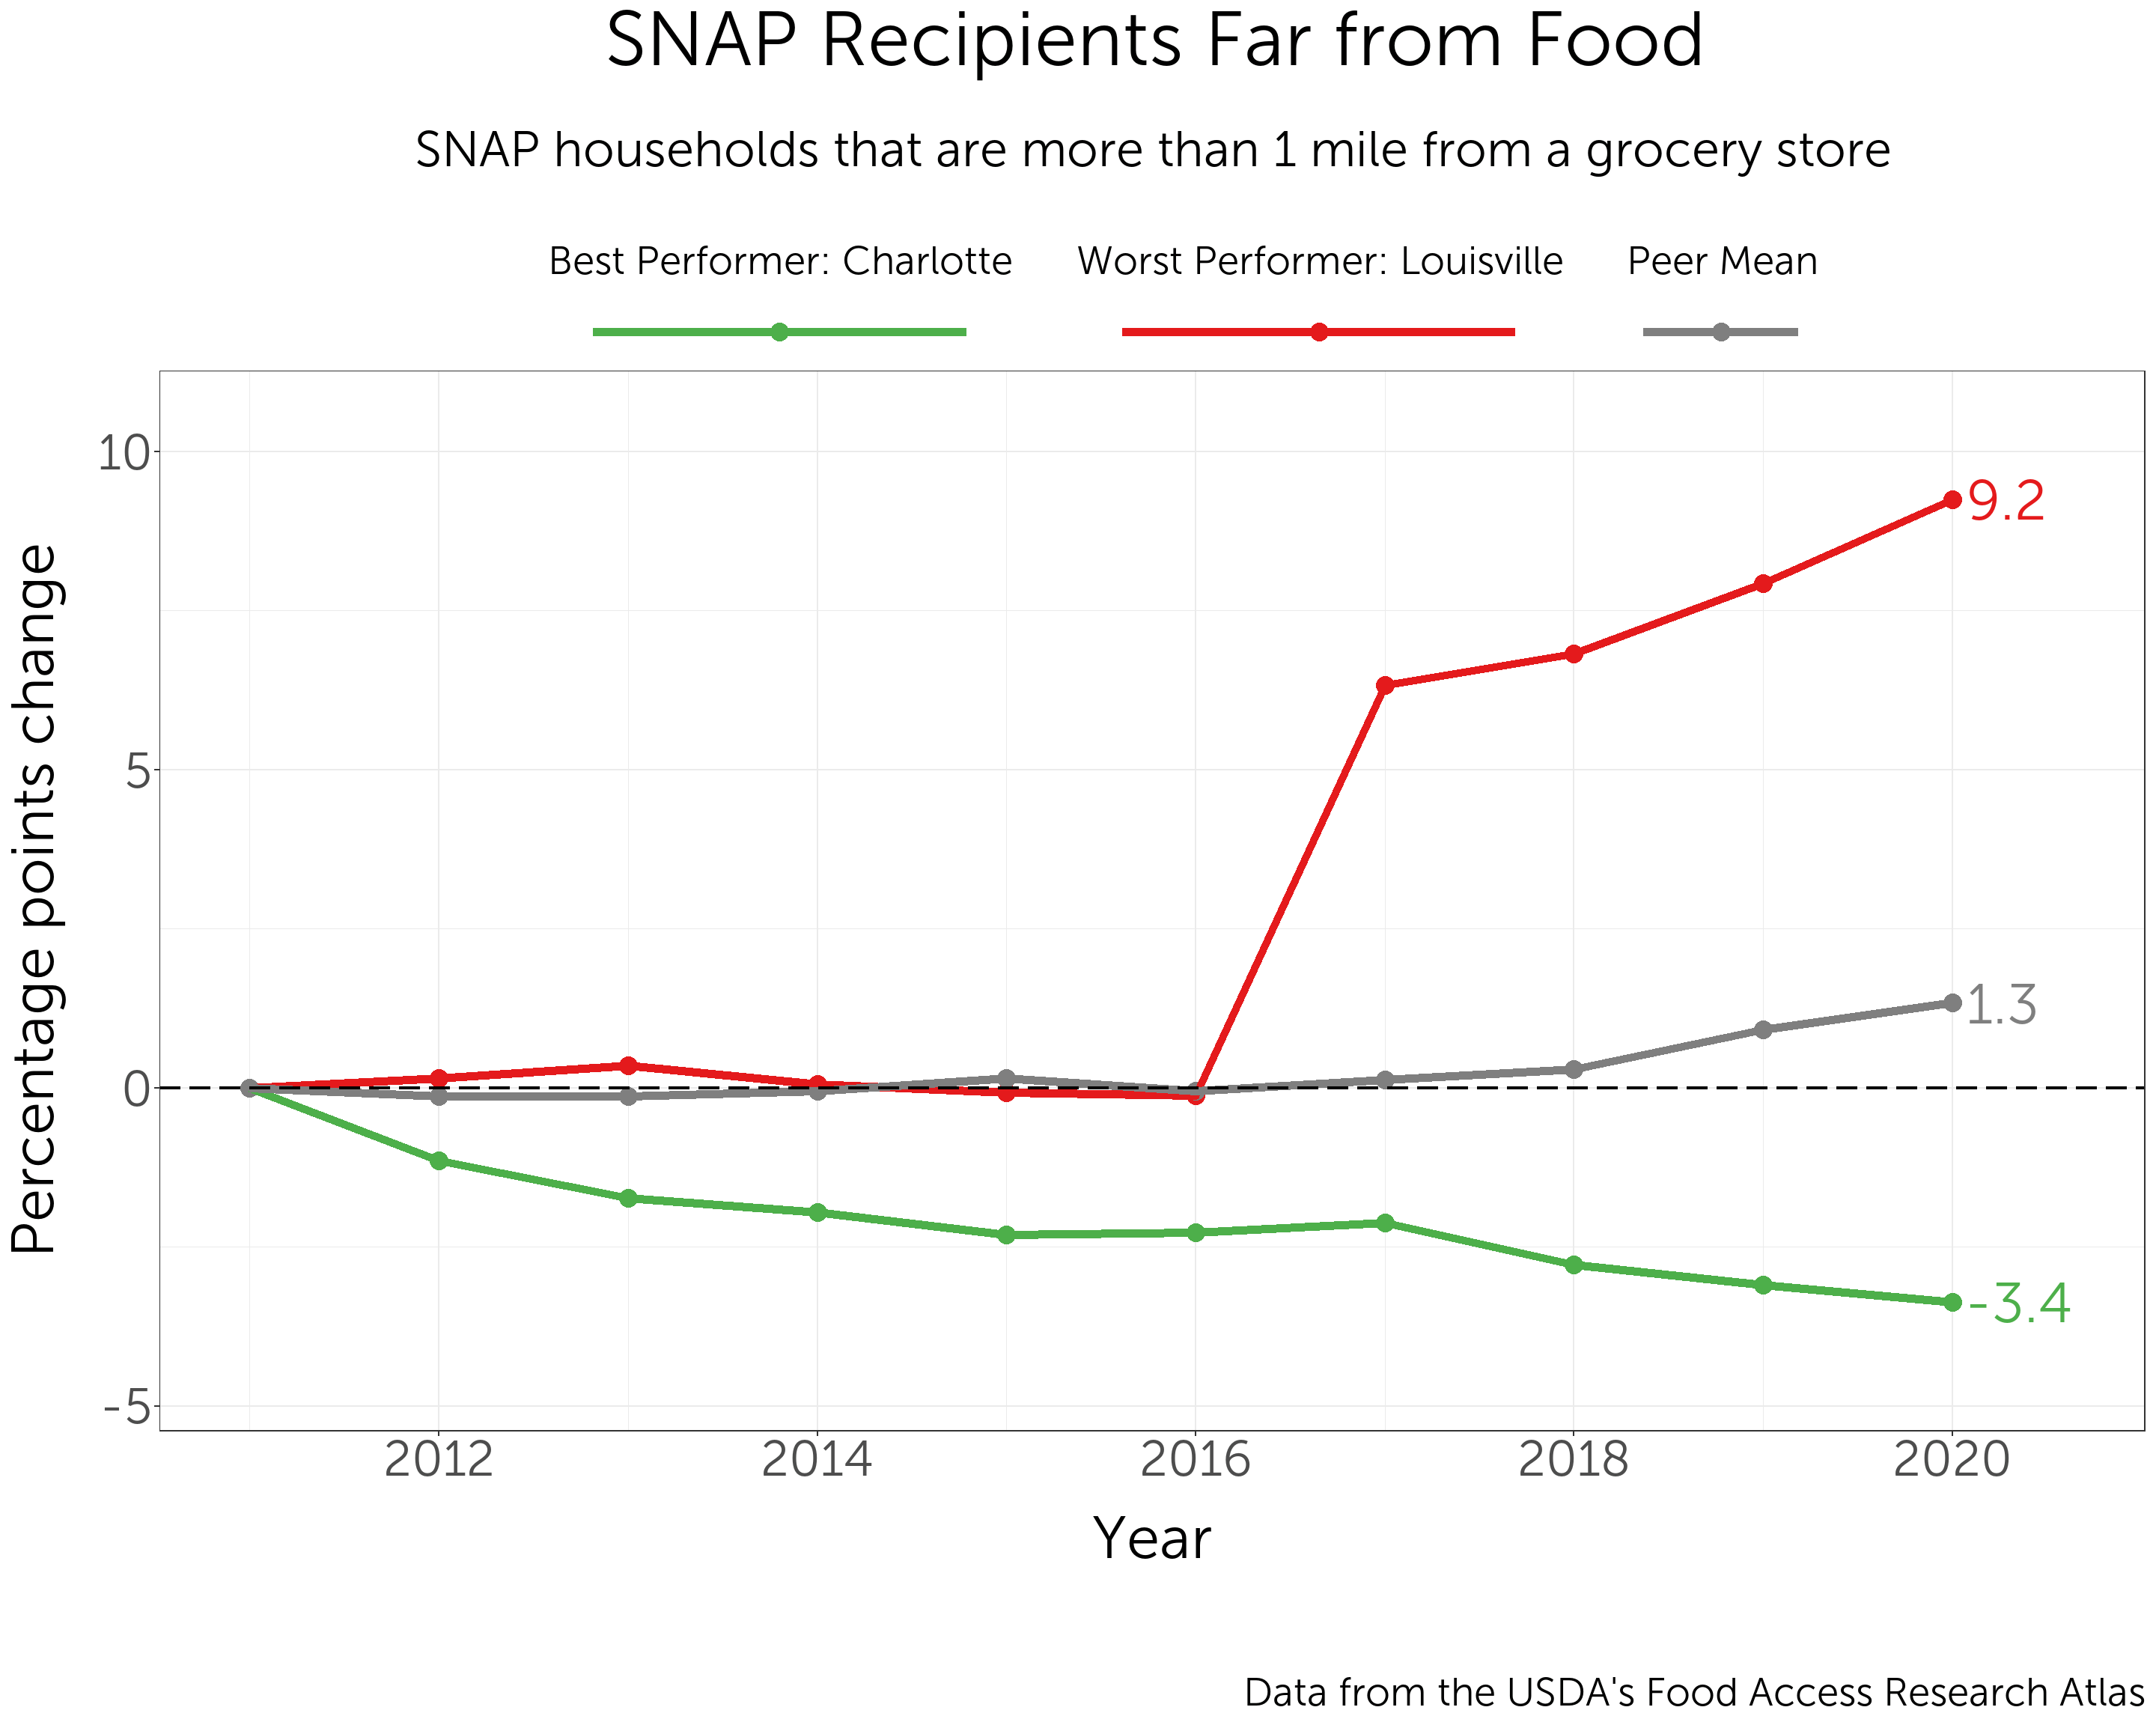 SNAP Recipients Far from Food
SNAP households that are more than 1 mile from a grocery store
Best Performer: Charlotte Worst Performer: Louisville Peer Mean
Percentage points change
10
5
0
-5
9.2
1.3
-3.4
2012 2014 2016 2018 2020
Year
Data from the USDA's Food Access Research Atlas